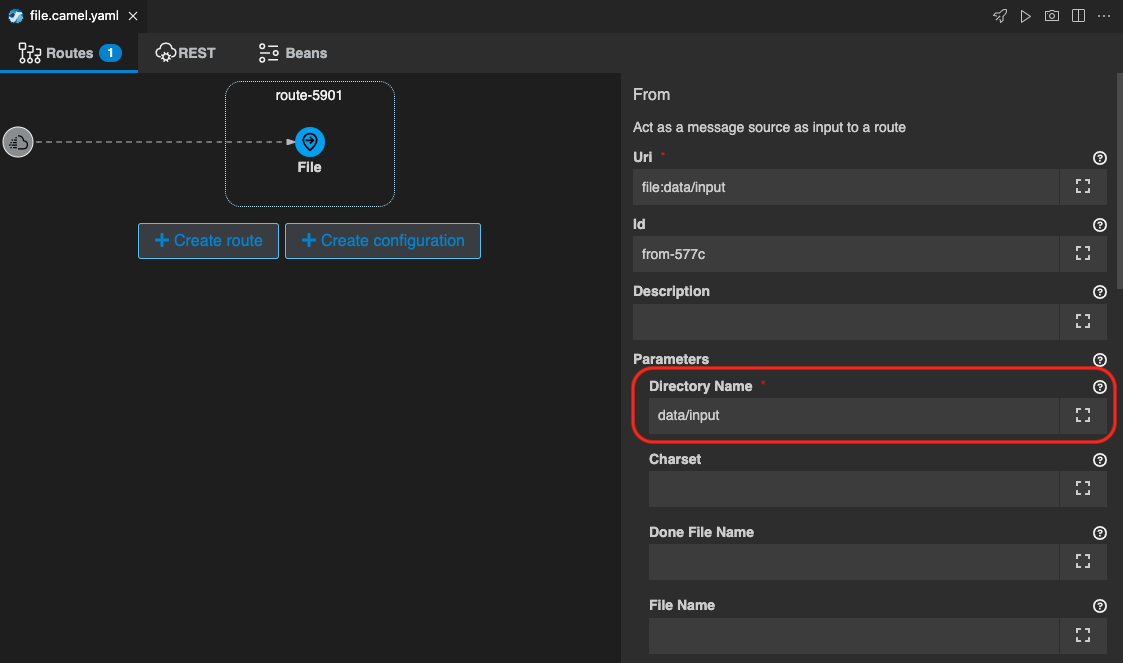 file.camel.yaml
Routes 1 REST Beans
route-5901
File
Create route Create configuration
From
Act as a message source as input to a route
Uri *
file:data/input
Id
from-577c
Description
Parameters
Directory Name *
data/input
Charset
Done File Name
File Name